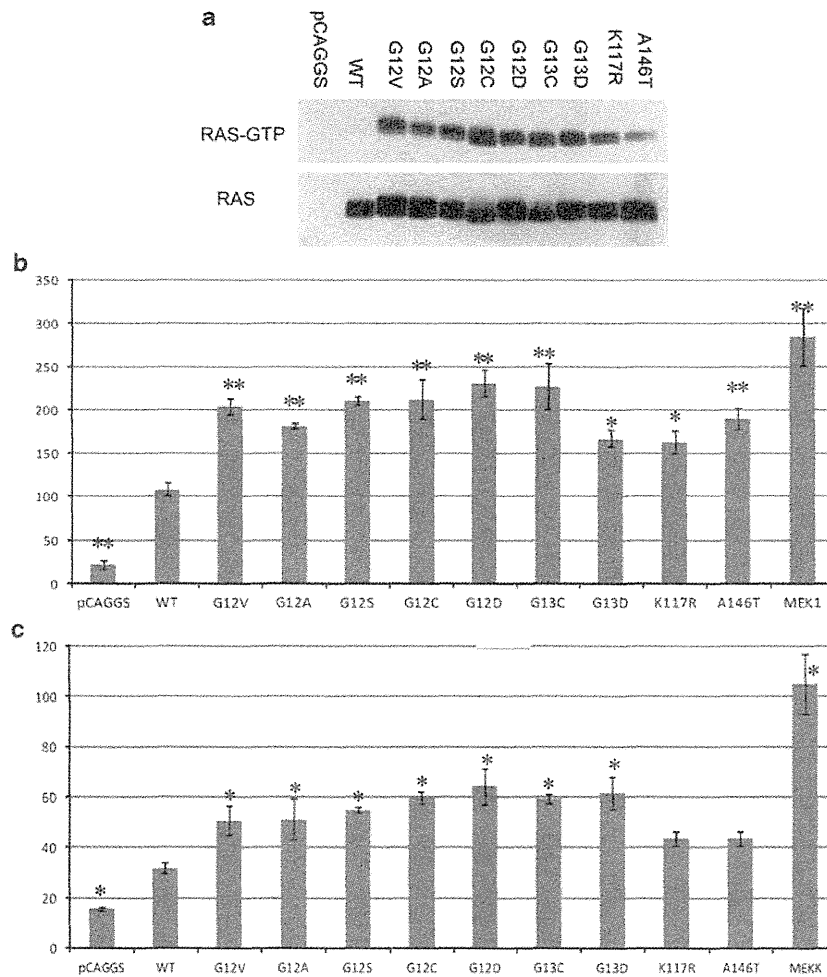 a
pCAGGS WT G12V G12A G12S G12C G12D G13C G13D K117R A146T
RAS-GTP
RAS
b
350
300
250
200
150
100
50
0
** ** ** ** ** ** ** * * ** **
pCAGGS WT G12V G12A G12S G12C G12D G13C G13D K117R A146T MEK1
c
120
100
80
60
40
20
0
* * * * * * * * *
pCAGGS WT G12V G12A G12S G12C G12D G13C G13D K117R A146T MEKK